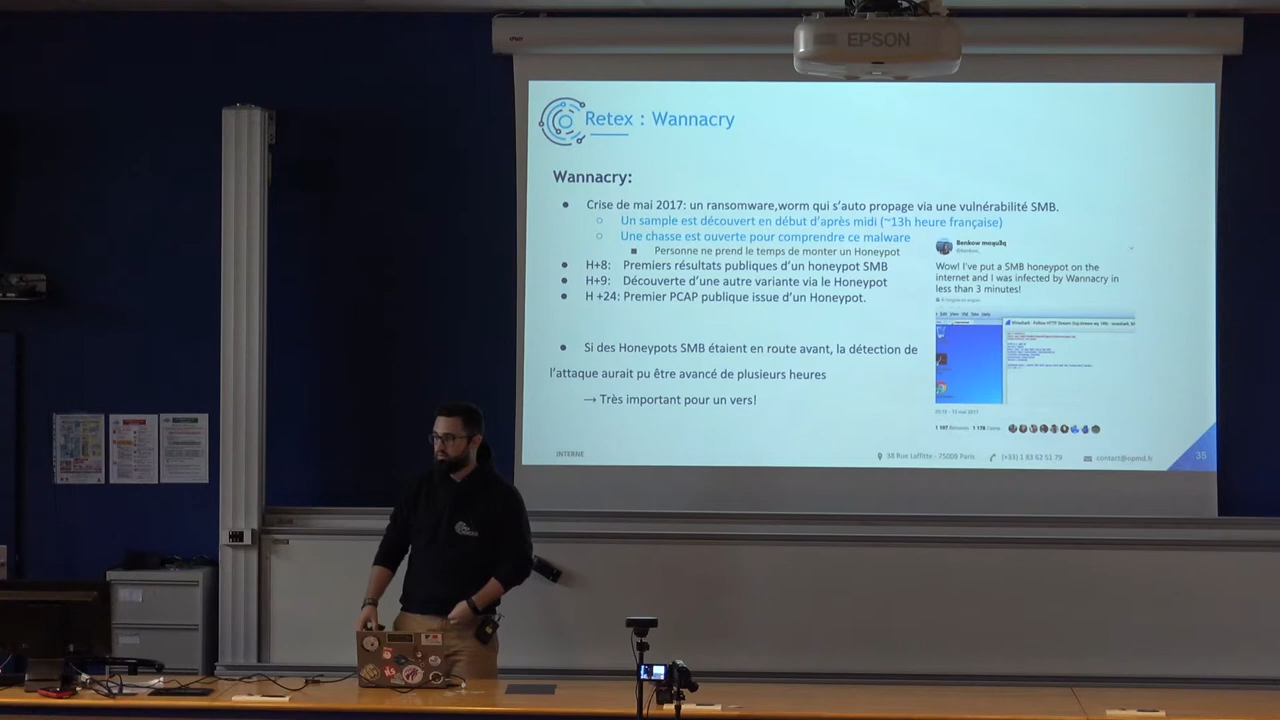 EPSON
Retex : Wannacry
Wannacry:
● Crise de mai 2017: un ransomware,worm qui s’auto propage via une vulnérabilité SMB.
○ Un sample est découvert en début d’après midi (~13h heure française)
○ Une chasse est ouverte pour comprendre ce malware
■ Personne ne prend le temps de monter un Honeypot
● H+8: Premiers résultats publiques d’un honeypot SMB
● H+9: Découverte d’une autre variante via le Honeypot
● H +24: Premier PCAP publique issue d’un Honeypot.
● Si des Honeypots SMB étaient en route avant, la détection de
l’attaque aurait pu être avancé de plusieurs heures
→ Très important pour un vers!
Wow! I've put a SMB honeypot on the
internet and I was infected by Wannacry in
less than 3 minutes!
INTERNE
38 Rue Laffitte - 75009 Paris
(+33) 1 83 62 51 79
contact@opmd.fr
35